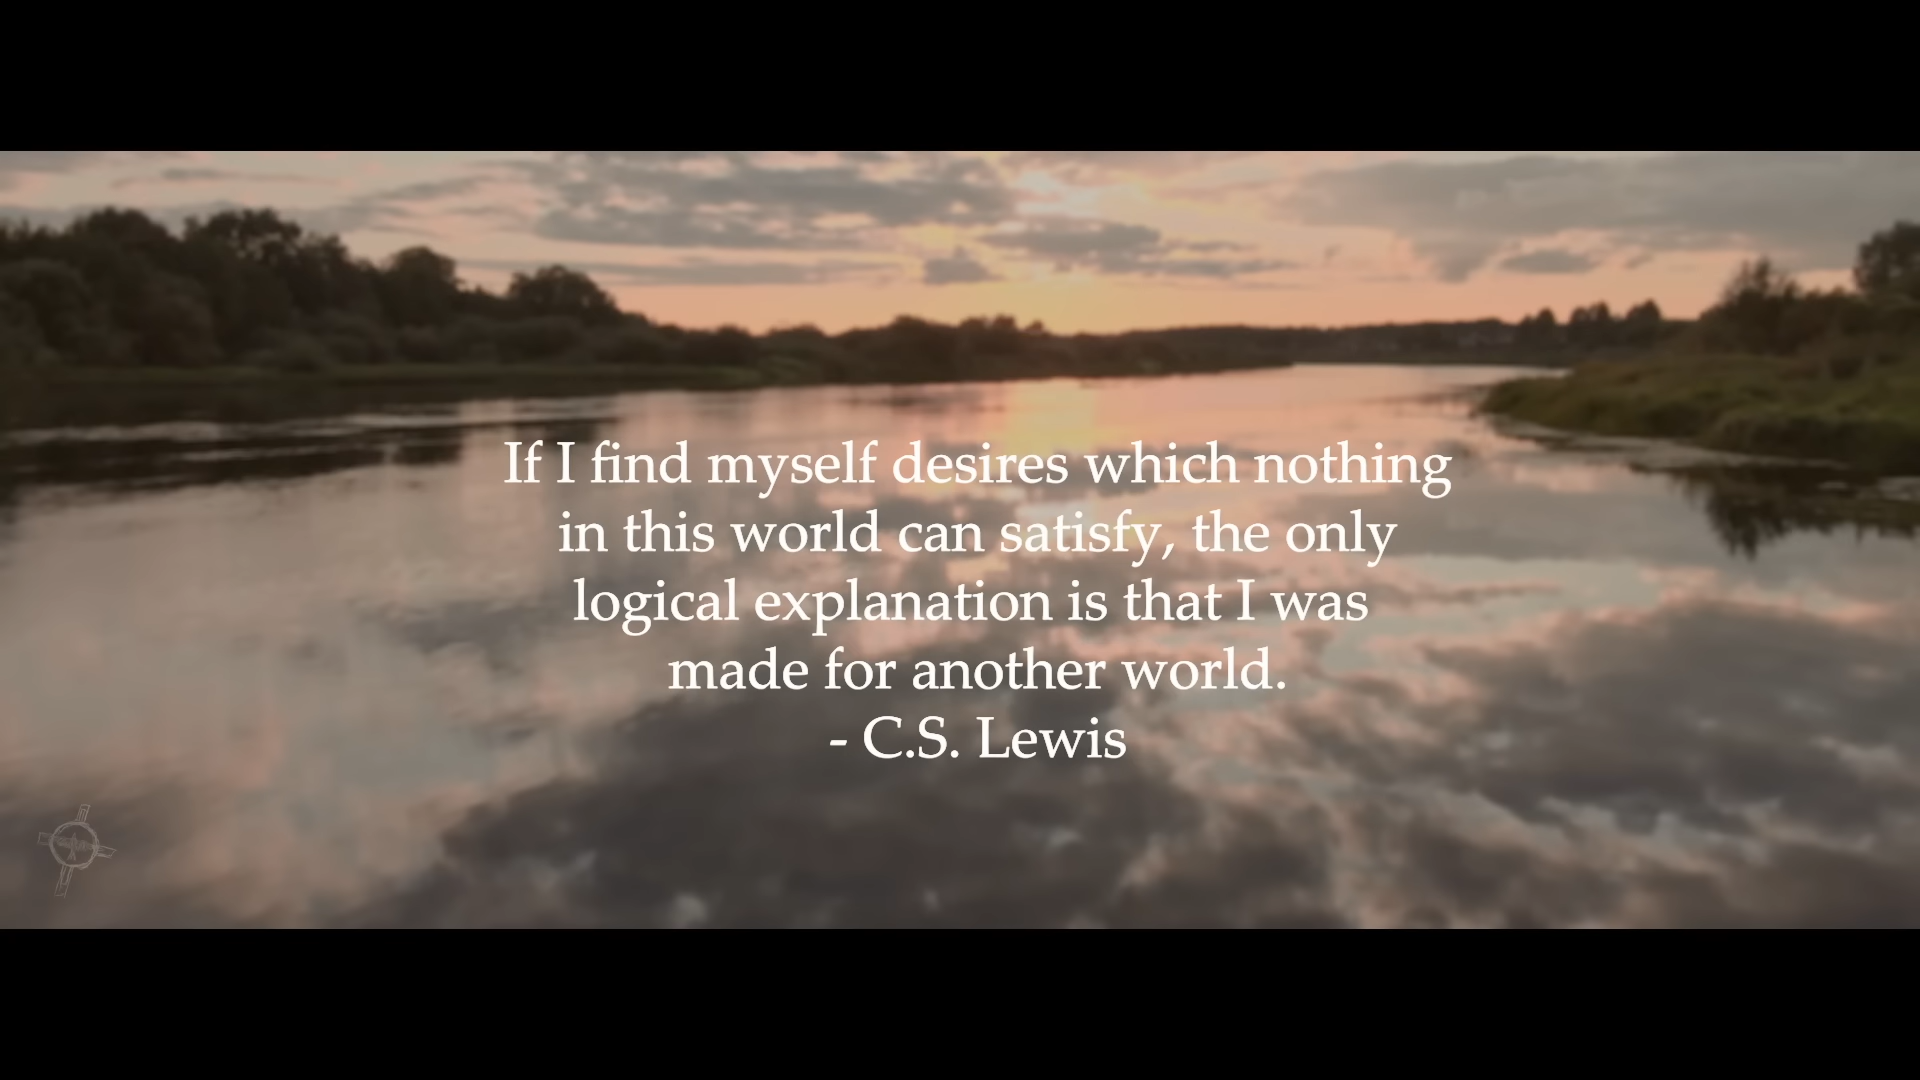 If I find myself desires which nothing
in this world can satisfy, the only
logical explanation is that I was
made for another world.
- C.S. Lewis